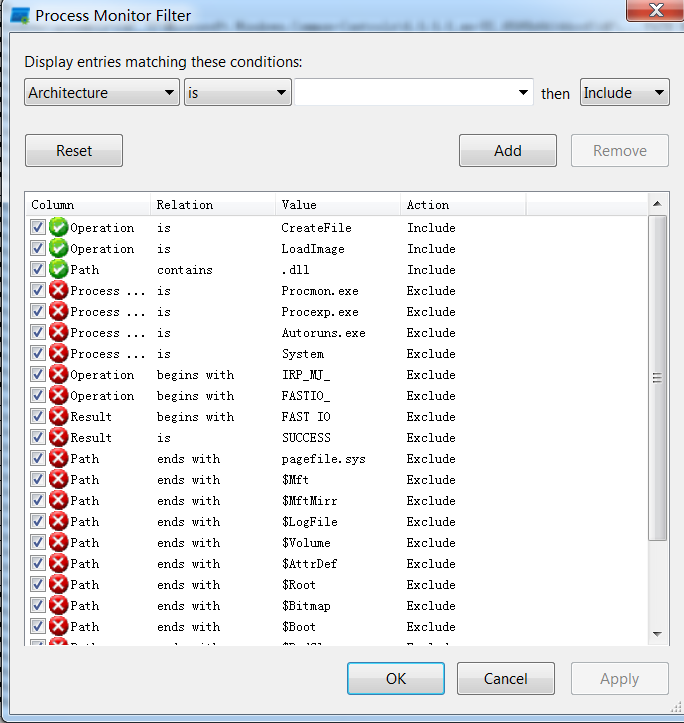 Process Monitor Filter
Display entries matching these conditions:
Architecture is then Include
Reset Add Remove
Column Relation Value Action
Operation is CreateFile Include
Operation is LoadImage Include
Path contains .dll Include
Process ... is Procmon.exe Exclude
Process ... is Procexp.exe Exclude
Process ... is Autoruns.exe Exclude
Process ... is System Exclude
Operation begins with IRP_MJ_ Exclude
Operation begins with FASTIO_ Exclude
Result begins with FAST IO Exclude
Result is SUCCESS Exclude
Path ends with pagefile.sys Exclude
Path ends with $Mft Exclude
Path ends with $MftMirr Exclude
Path ends with $LogFile Exclude
Path ends with $Volume Exclude
Path ends with $AttrDef Exclude
Path ends with $Root Exclude
Path ends with $Bitmap Exclude
Path ends with $Boot Exclude
OK Cancel Apply